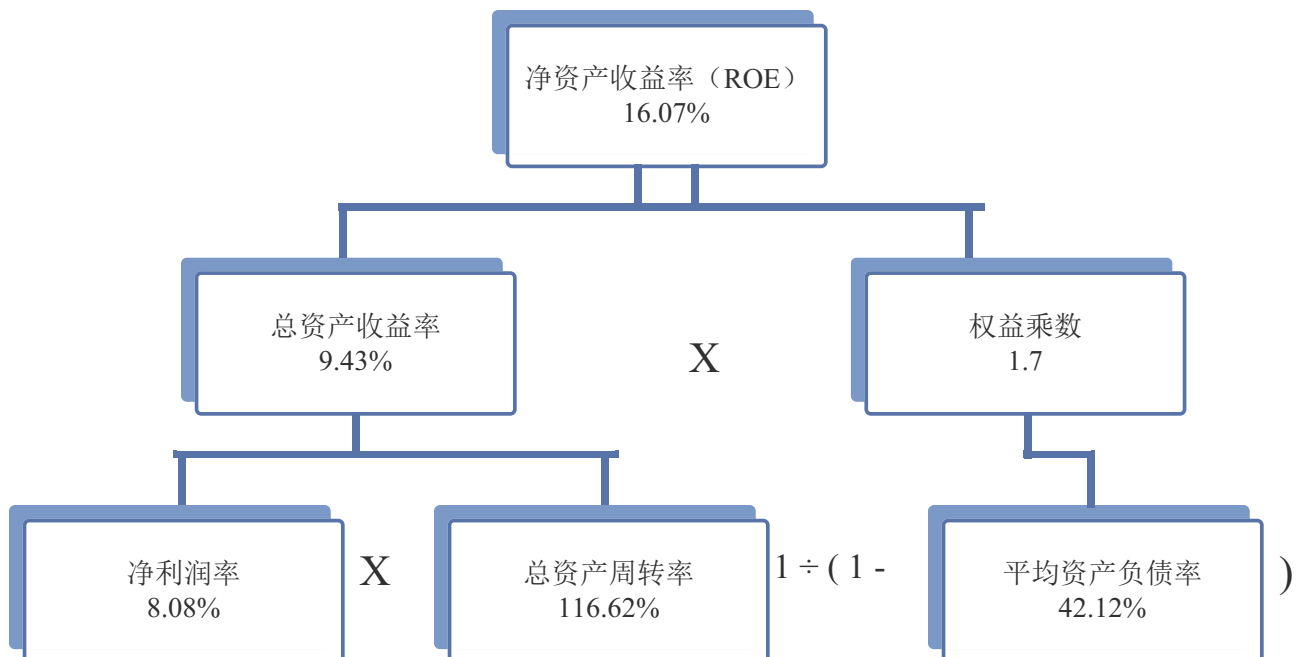 净资产收益率（ROE）
16.07%
总资产收益率
9.43%
X
权益乘数
1.7
净利润率
8.08%
X
总资产周转率
116.62%
1 ÷ ( 1 -
平均资产负债率
42.12%
)